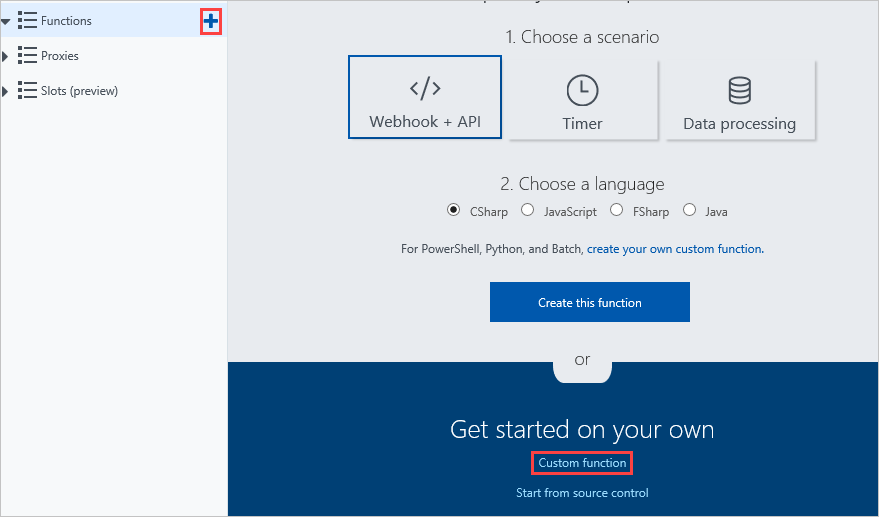 Functions
Proxies
Slots (preview)
1. Choose a scenario
Webhook + API
Timer
Data processing
2. Choose a language
CSharp JavaScript FSharp Java
For PowerShell, Python, and Batch, create your own custom function.
Create this function
or
Get started on your own
Custom function
Start from source control